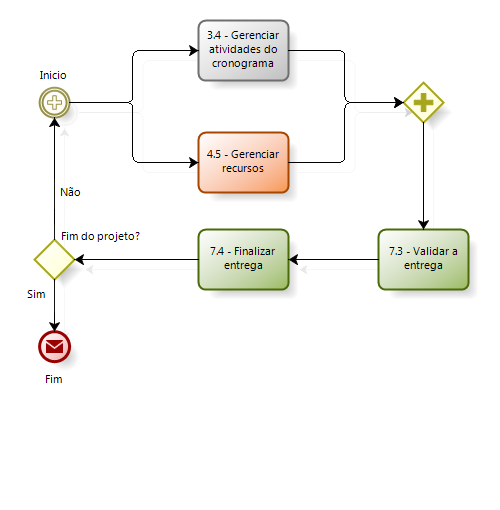 3.4 - Gerenciar
atividades do
cronograma
Inicio
4.5 - Gerenciar
recursos
Não
Fim do projeto?
7.4 - Finalizar
entrega
7.3 - Validar a
entrega
Sim
Fim